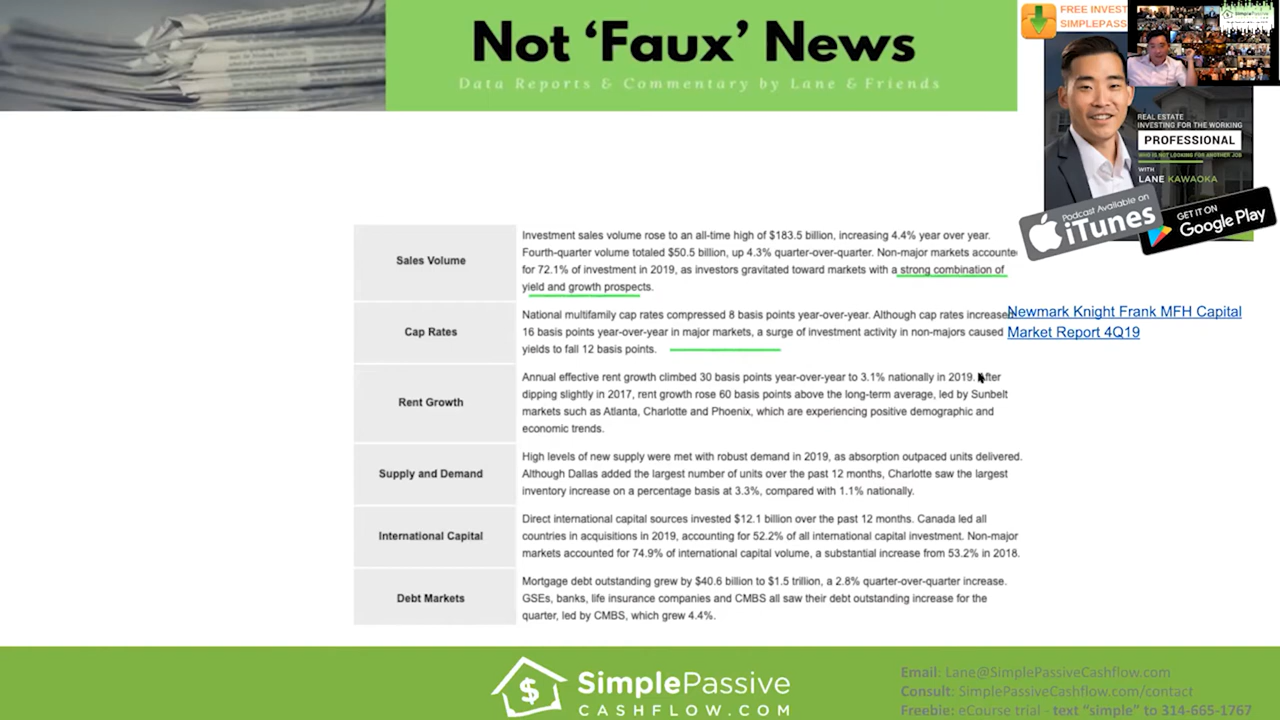 Not ‘Faux’ News
Data Reports & Commentary by Lane & Friends
FREE INVEST
SIMPLEPASS
REAL ESTATE
INVESTING FOR THE WORKING
PROFESSIONAL
WHO IS NOT LOOKING FOR ANOTHER JOB
WITH
LANE KAWAOKA
Podcast Available on
iTunes
GET IT ON
Google Play
Sales Volume
Investment sales volume rose to an all-time high of $183.5 billion, increasing 4.4% year over year.
Fourth-quarter volume totaled $50.5 billion, up 4.3% quarter-over-quarter. Non-major markets accounte
for 72.1% of investment in 2019, as investors gravitated toward markets with a strong combination of
yield and growth prospects.
Cap Rates
National multifamily cap rates compressed 8 basis points year-over-year. Although cap rates increased
16 basis points year-over-year in major markets, a surge of investment activity in non-majors caused
yields to fall 12 basis points.
Newmark Knight Frank MFH Capital
Market Report 4Q19
Rent Growth
Annual effective rent growth climbed 30 basis points year-over-year to 3.1% nationally in 2019. After
dipping slightly in 2017, rent growth rose 60 basis points above the long-term average, led by Sunbelt
markets such as Atlanta, Charlotte and Phoenix, which are experiencing positive demographic and
economic trends.
Supply and Demand
High levels of new supply were met with robust demand in 2019, as absorption outpaced units delivered.
Although Dallas added the largest number of units over the past 12 months, Charlotte saw the largest
inventory increase on a percentage basis at 3.3%, compared with 1.1% nationally.
International Capital
Direct international capital sources invested $12.1 billion over the past 12 months. Canada led all
countries in acquisitions in 2019, accounting for 52.2% of all international capital investment. Non-major
markets accounted for 74.9% of international capital volume, a substantial increase from 53.2% in 2018.
Debt Markets
Mortgage debt outstanding grew by $40.6 billion to $1.5 trillion, a 2.8% quarter-over-quarter increase.
GSEs, banks, life insurance companies and CMBS all saw their debt outstanding increase for the
quarter, led by CMBS, which grew 4.4%.
SimplePassive
CASHFLOW.COM
Email: Lane@SimplePassiveCashflow.com
Consult: SimplePassiveCashflow.com/contact
Freebie: eCourse trial - text “simple” to 314-665-1767